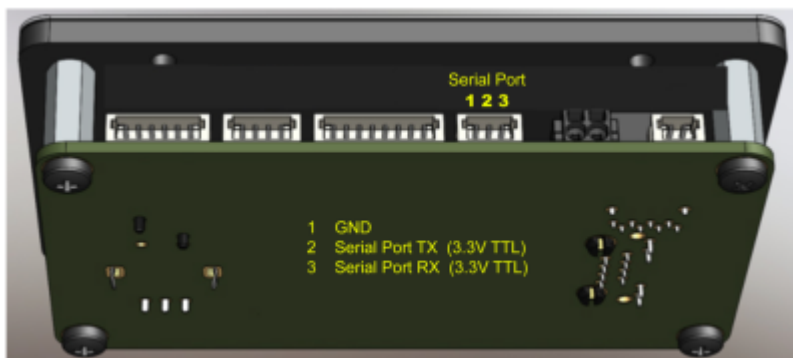 Serial Port
1 2 3
1 GND
2 Serial Port TX (3.3V TTL)
3 Serial Port RX (3.3V TTL)